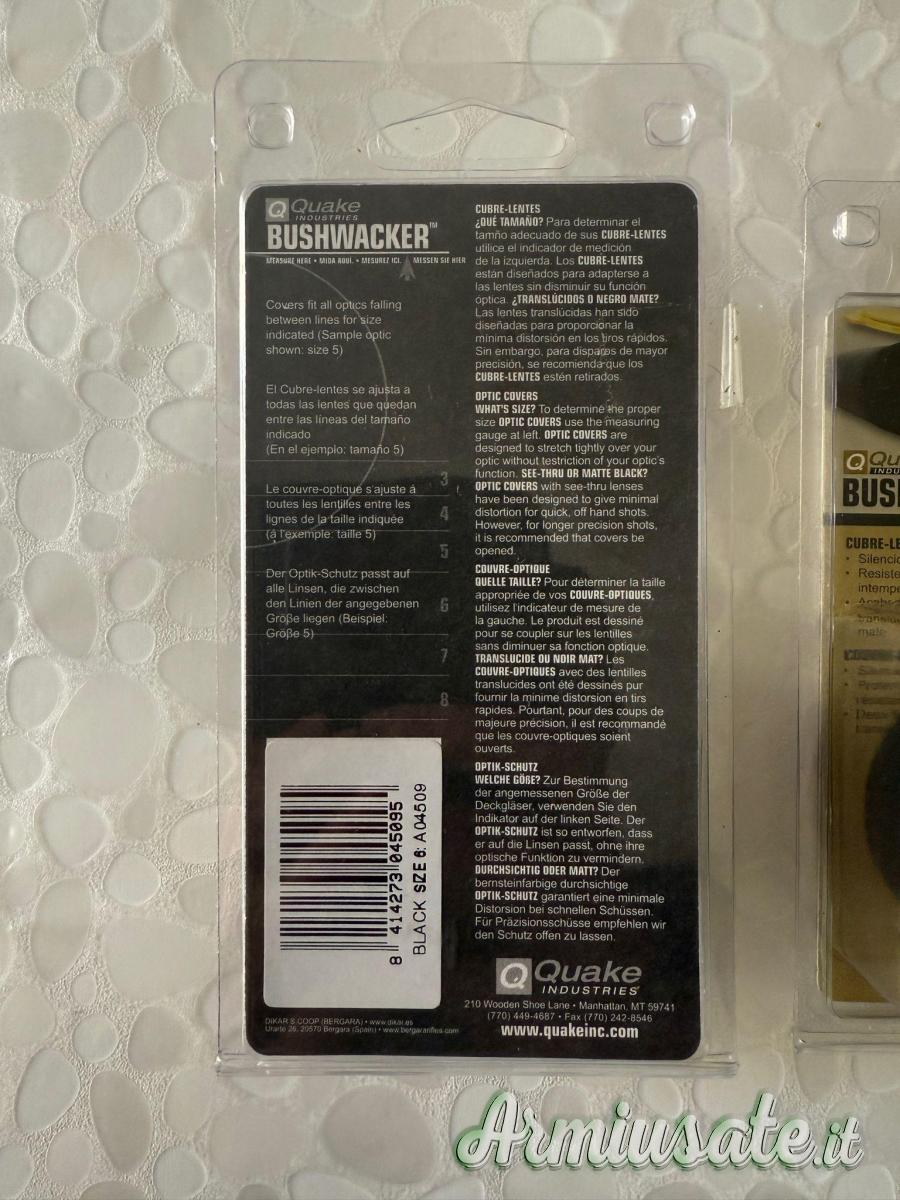 Quake
INDUSTRIES
BUSHWACKER™
MEASURE HERE • MIDA AQUÍ. • MESUREZ ICI. MESSEN SIE HIER
Covers fit all optics falling
between lines for size
indicated (Sample optic
shown: size 5)
El Cubre-lentes se ajusta a
todas las lentes que quedan
entre las líneas del tamaño
indicado
(En el ejemplo: tamaño 5)
Le couvre-optique s'ajuste á
toutes les lentilles entre les
lignes de la taille indiquée
(á l'exemple: taille 5)
Der Optik-Schutz passt auf
alle Linsen, die zwischen
den Linien der angegebenen
Größe liegen (Beispiel:
Größe 5)
3
4
5
6
7
8
8 414273 045095
BLACK SIZE 6: A04509
DIKAR S.COOP.(BERGARA) • www.dikar.es
Urarte 26, 20570 Bergara (Spain) • www.bergararifles.com
CUBRE-LENTES
¿QUÉ TAMAÑO? Para determinar el
tamño adecuado de sus CUBRE-LENTES
utilice el indicador de medición
de la izquierda. Los CUBRE-LENTES
están diseñados para adapterse a
las lentes sin disminuir su función
óptica. ¿TRANSLÚCIDOS O NEGRO MATE?
Las lentes translúcidas han sido
diseñadas para proporcionar la
mínima distorsión en los tiros rápidos.
Sin embargo, para disparos de mayor
precisión, se recomienda que los
CUBRE-LENTES estén retirados.
OPTIC COVERS
WHAT'S SIZE? To determine the proper
size OPTIC COVERS use the measuring
gauge at left. OPTIC COVERS are
designed to stretch tightly over your
optic without testriction of your optic's
function. SEE-THRU OR MATTE BLACK?
OPTIC COVERS with see-thru lenses
have been designed to give minimal
distortion for quick, off hand shots.
However, for longer precision shots,
it is recommended that covers be
opened.
COUVRE-OPTIQUE
QUELLE TAILLE? Pour déterminer la taille
appropriée de vos COUVRE-OPTIQUES,
utilisez l'indicateur de mesure de
la gauche. Le produit est dessiné
pour se coupler sur les lentilles
sans diminuer sa fonction optique.
TRANSLUCIDE OU NOIR MAT? Les
COUVRE-OPTIQUES avec des lentilles
translucides ont été dessinés pur
fournir la minime distorsion en tirs
rapides. Pourtant, pour des coups de
majeure précision, il est recommandé
que les couvre-optiques soient
ouverts.
OPTIK-SCHUTZ
WELCHE GÖßE? Zur Bestimmung
der angemessenen Größe der
Deckgläser, verwenden Sie den
Indikator auf der linken Seite. Der
OPTIK-SCHUTZ ist so entworfen, dass
er auf die Linsen passt, ohne ihre
optische Funktion zu vermindern.
DURCHSICHTIG ODER MATT? Der
bernsteinfarbige durchsichtige
OPTIK-SCHUTZ garantiert eine minimale
Distorsion bei schnellen Schüssen.
Für Präzisionsschüsse empfehlen wir
den Schutz offen zu lassen.
Quake
INDUSTRIES
210 Wooden Shoe Lane • Manhattan, MT 59741
(770) 449-4687 • Fax (770) 242-8546
www.quakeinc.com
Armiusate.it